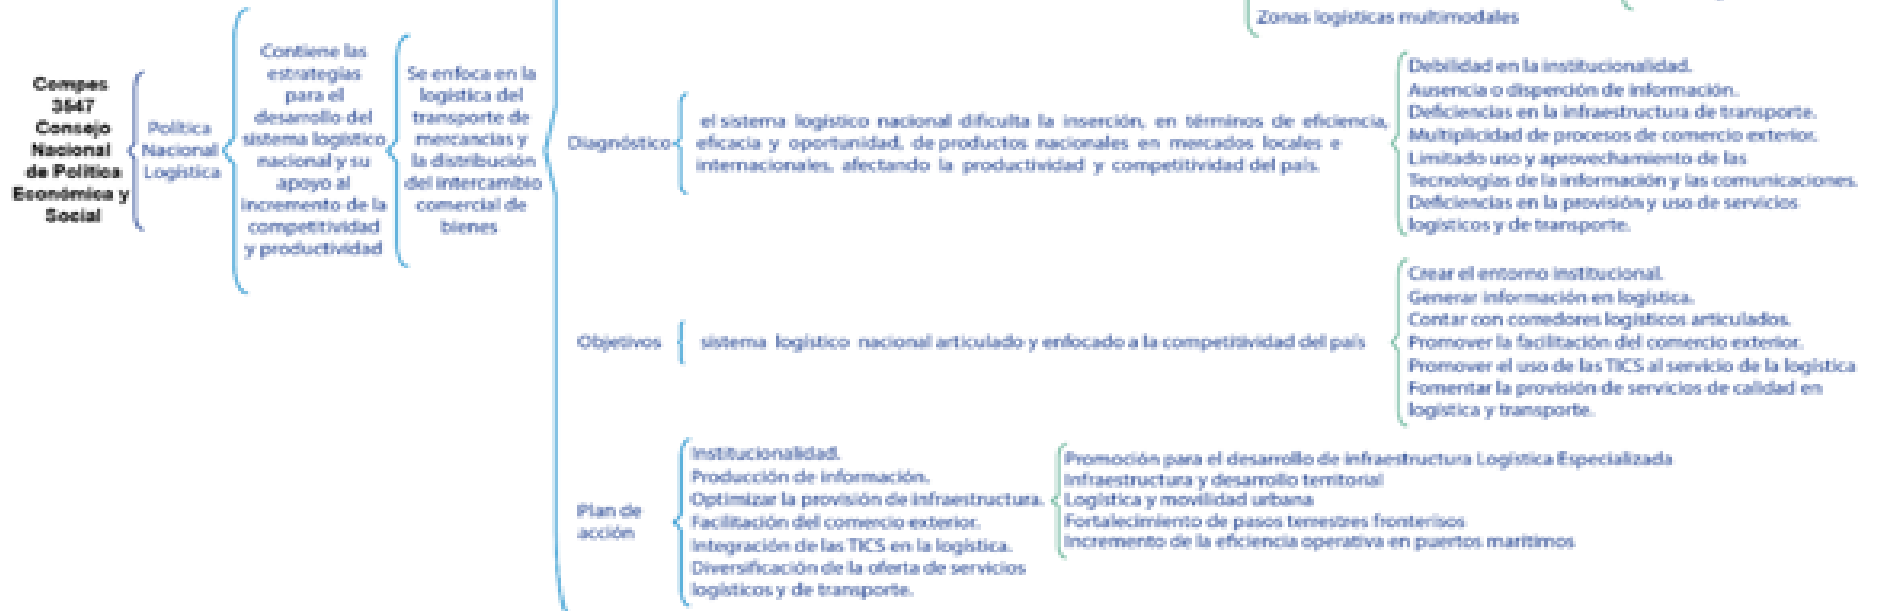 Zonas logísticas multimodales
Compes
3547
Consejo
Nacional
de Política
Económica y
Social
Política
Nacional
Logística
Contiene las
estrategias
para el
desarrollo del
sistema logístico
nacional y su
apoyo al
incremento de la
competitividad
y productividad
Se enfoca en la
logística del
transporte de
mercancías y
la distribución
del intercambio
comercial de
bienes
Diagnóstico
el sistema logístico nacional dificulta la inserción, en términos de eficiencia,
eficacia y oportunidad, de productos nacionales en mercados locales e
internacionales, afectando la productividad y competitividad del país.
Debilidad en la institucionalidad.
Ausencia o disperción de información.
Deficiencias en la infraestructura de transporte.
Multiplicidad de procesos de comercio exterior.
Limitado uso y aprovechamiento de las
Tecnologías de la información y las comunicaciones.
Deficiencias en la provisión y uso de servicios
logísticos y de transporte.
Objetivos
sistema logístico nacional articulado y enfocado a la competitividad del país
Crear el entorno institucional.
Generar información en logística.
Contar con corredores logísticos articulados.
Promover la facilitación del comercio exterior.
Promover el uso de las TICS al servicio de la logística
Fomentar la provisión de servicios de calidad en
logística y transporte.
Plan de
acción
Institucionalidad.
Producción de información.
Optimizar la provisión de infraestructura.
Facilitación del comercio exterior.
Integración de las TICS en la logística.
Diversificación de la oferta de servicios
logísticos y de transporte.
Promoción para el desarrollo de infraestructura Logística Especializada
Infraestructura y desarrollo territorial
Logística y movilidad urbana
Fortalecimiento de pasos terrestres fronterisos
Incremento de la eficiencia operativa en puertos marítimos